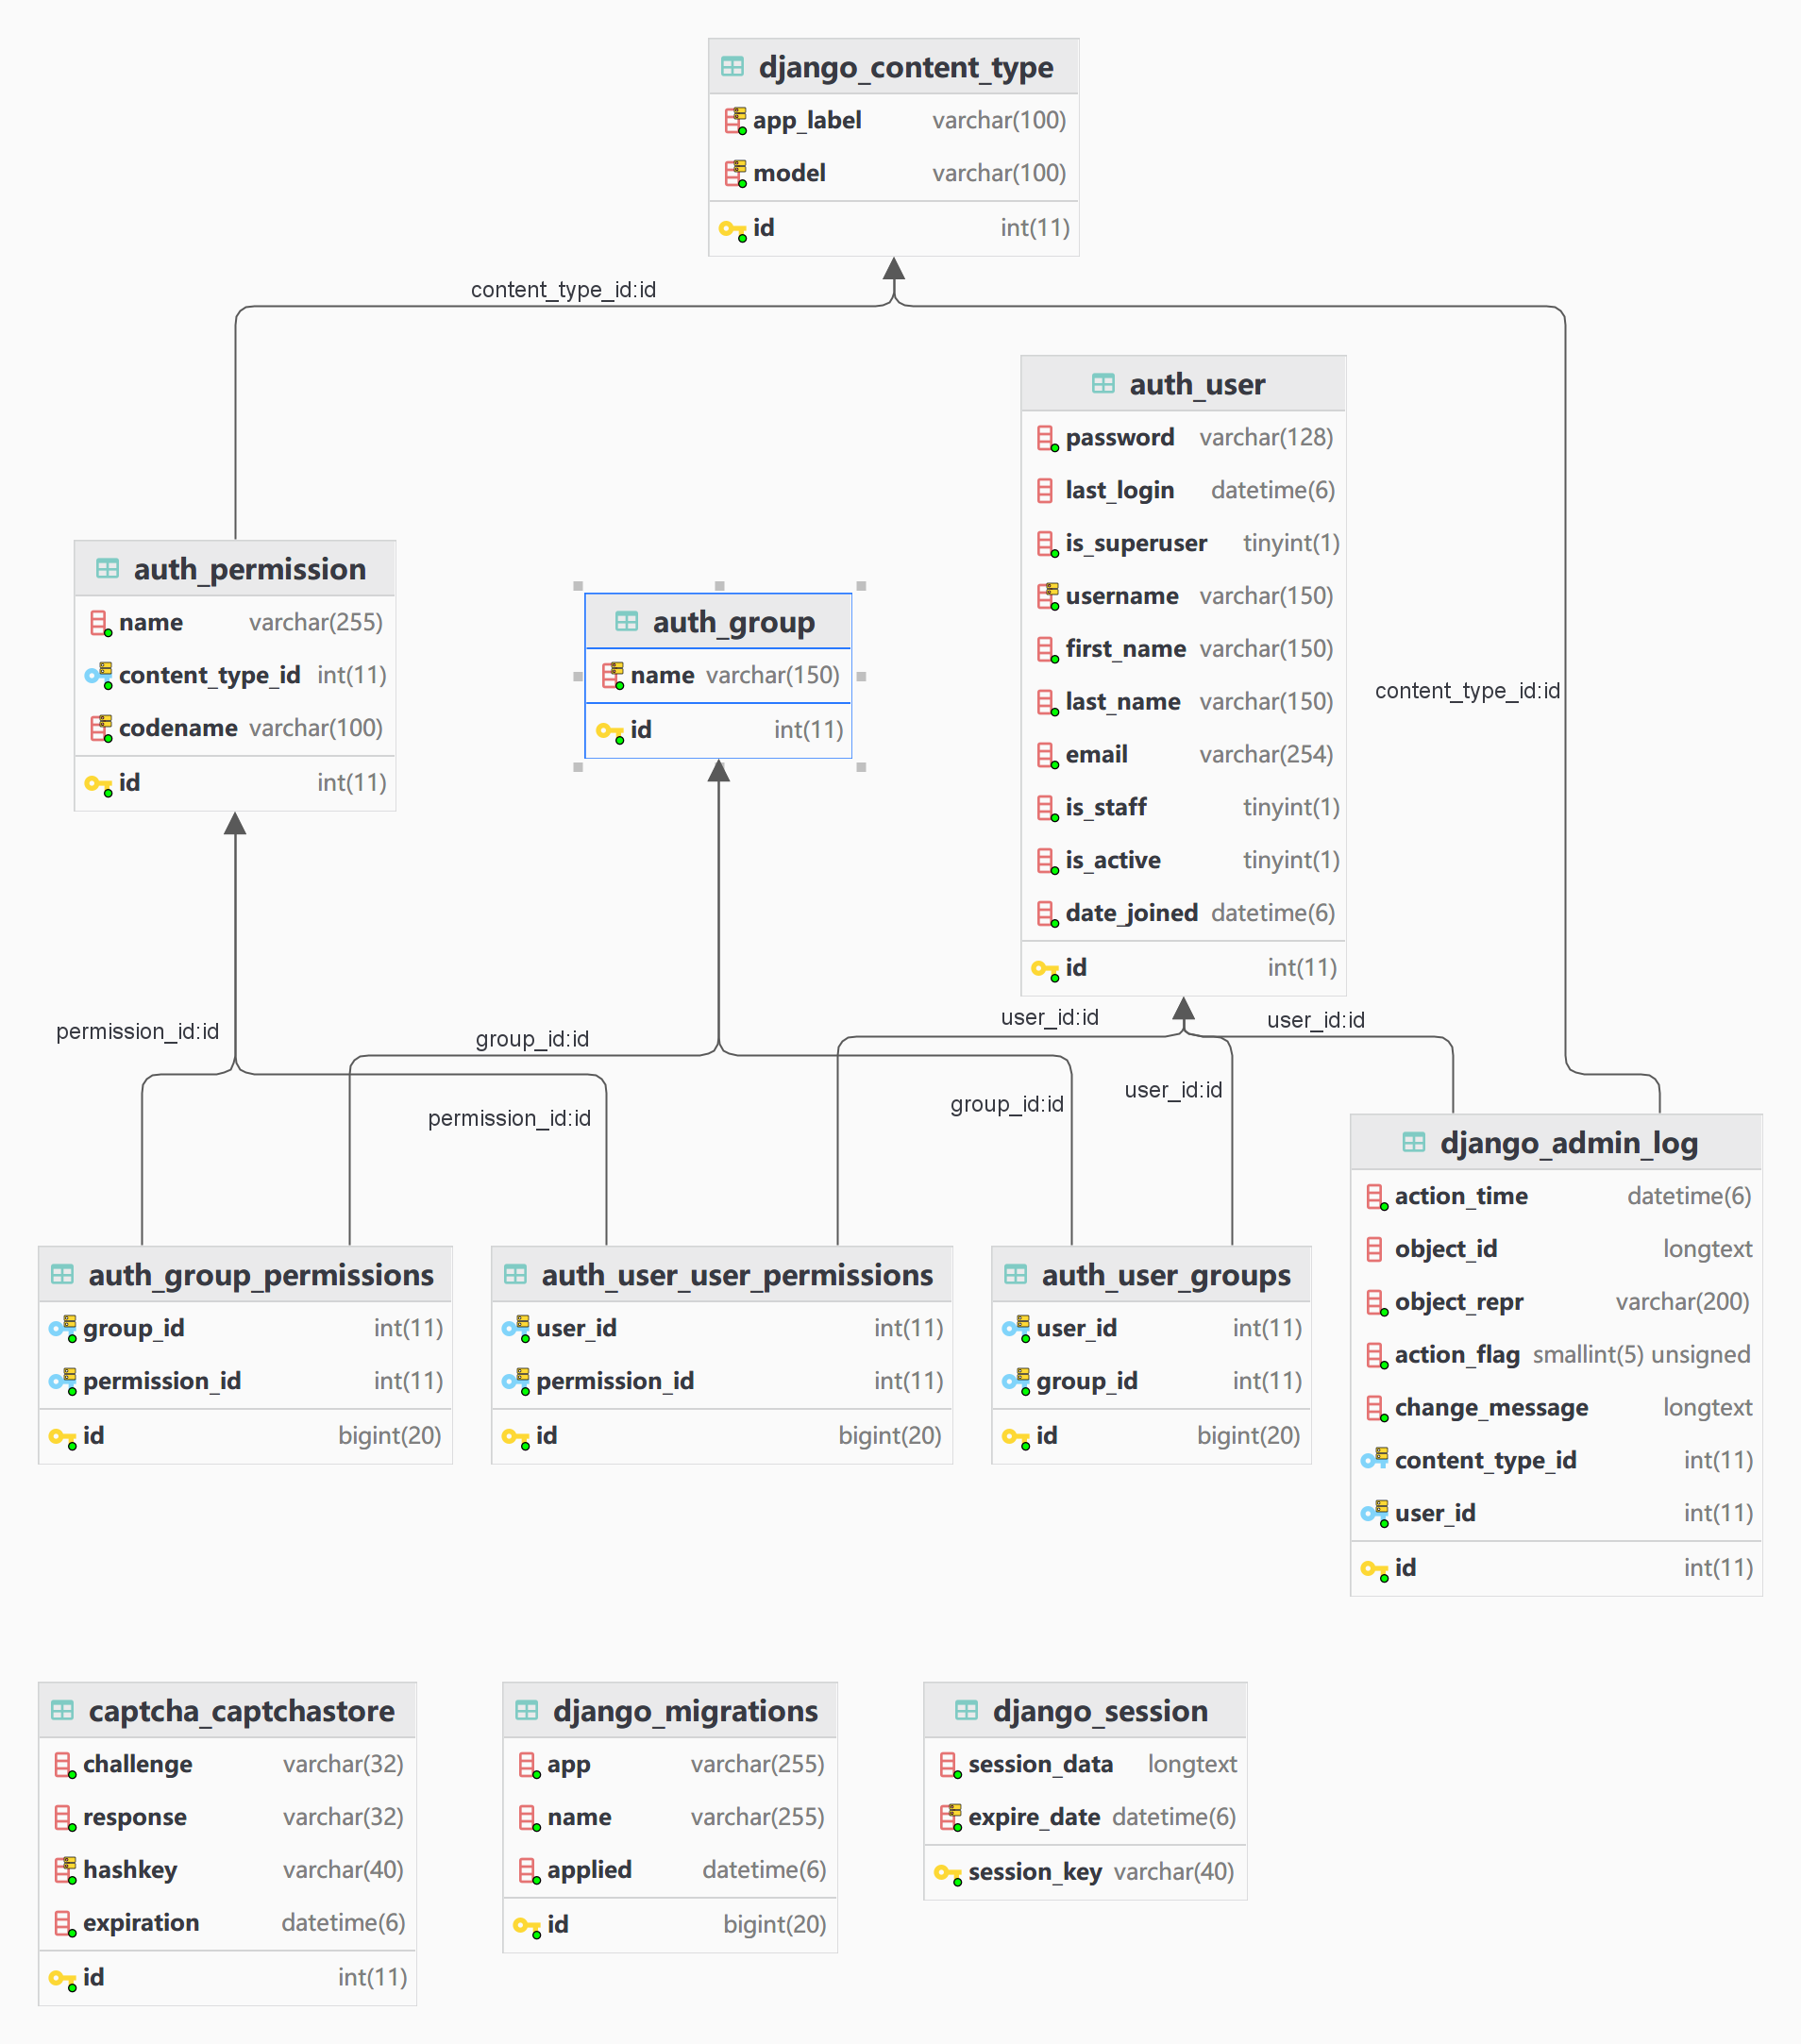 django_content_type
app_label varchar(100)
model varchar(100)
id int(11)
content_type_id:id
auth_user
password varchar(128)
last_login datetime(6)
is_superuser tinyint(1)
username varchar(150)
first_name varchar(150)
last_name varchar(150)
email varchar(254)
is_staff tinyint(1)
is_active tinyint(1)
date_joined datetime(6)
id int(11)
auth_permission
name varchar(255)
content_type_id int(11)
codename varchar(100)
id int(11)
auth_group
name varchar(150)
id int(11)
content_type_id:id
permission_id:id
group_id:id
user_id:id
user_id:id
permission_id:id
group_id:id
user_id:id
auth_group_permissions
group_id int(11)
permission_id int(11)
id bigint(20)
auth_user_user_permissions
user_id int(11)
permission_id int(11)
id bigint(20)
auth_user_groups
user_id int(11)
group_id int(11)
id bigint(20)
django_admin_log
action_time datetime(6)
object_id longtext
object_repr varchar(200)
action_flag smallint(5) unsigned
change_message longtext
content_type_id int(11)
user_id int(11)
id int(11)
captcha_captchastore
challenge varchar(32)
response varchar(32)
hashkey varchar(40)
expiration datetime(6)
id int(11)
django_migrations
app varchar(255)
name varchar(255)
applied datetime(6)
id bigint(20)
django_session
session_data longtext
expire_date datetime(6)
session_key varchar(40)